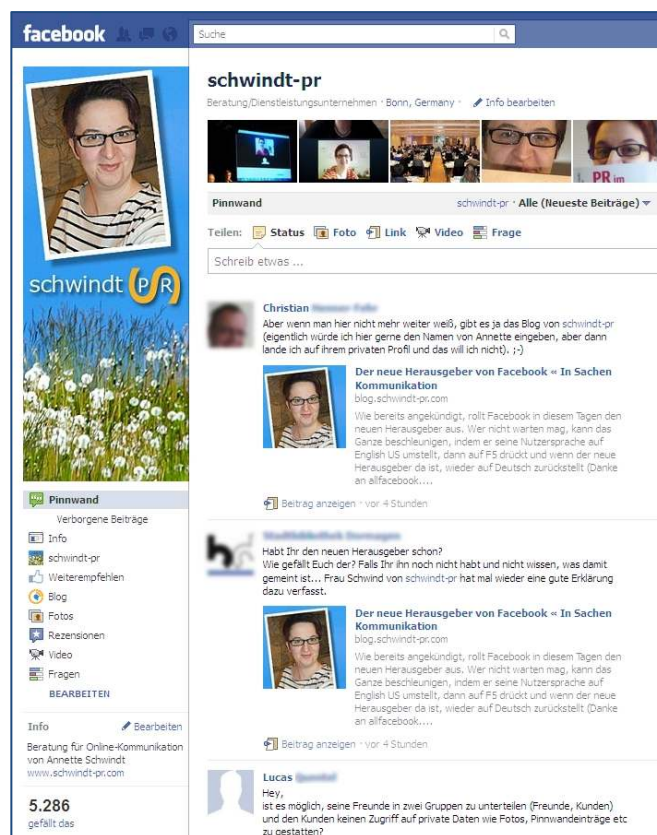 facebook
Suche
schwindt-pr
Beratung/Dienstleistungsunternehmen · Bonn, Germany · Info bearbeiten
PR im
Pinnwand
schwindt-pr · Alle (Neueste Beiträge)
Teilen: Status Foto Link Video Frage
Schreib etwas ...
schwindt PR
Christian
Aber wenn man hier nicht mehr weiter weiß, gibt es ja das Blog von schwindt-pr
(eigentlich würde ich hier gerne den Namen von Annette eingeben, aber dann
lande ich auf ihrem privaten Profil und das will ich nicht). ;-)
Der neue Herausgeber von Facebook « In Sachen
Kommunikation
blog.schwindt-pr.com
Wie bereits angekündigt, rollt Facebook in diesem Tagen den
neuen Herausgeber aus. Wer nicht warten mag, kann das
Ganze beschleunigen, indem er seine Nutzersprache auf
English US umstellt, dann auf F5 drückt und wenn der neue
Herausgeber da ist, wieder auf Deutsch zurückstellt (Danke
an allfacebook....
Beitrag anzeigen · vor 4 Stunden
Habt Ihr den neuen Herausgeber schon?
Wie gefällt Euch der? Falls Ihr ihn noch nicht habt und nicht wissen, was damit
gemeint ist... Frau Schwind von schwindt-pr hat mal wieder eine gute Erklärung
dazu verfasst.
Der neue Herausgeber von Facebook « In Sachen
Kommunikation
blog.schwindt-pr.com
Wie bereits angekündigt, rollt Facebook in diesem Tagen den
neuen Herausgeber aus. Wer nicht warten mag, kann das
Ganze beschleunigen, indem er seine Nutzersprache auf
English US umstellt, dann auf F5 drückt und wenn der neue
Herausgeber da ist, wieder auf Deutsch zurückstellt (Danke
an allfacebook....
Beitrag anzeigen · vor 4 Stunden
Lucas
Hey,
ist es möglich, seine Freunde in zwei Gruppen zu unterteilen (Freunde, Kunden)
und den Kunden keinen Zugriff auf private Daten wie Fotos, Pinnwandeinträge etc
zu gestatten?
Pinnwand
Verborgene Beiträge
Info
schwindt-pr
Weiterempfehlen
Blog
Fotos
Rezensionen
Video
Fragen
BEARBEITEN
Info Bearbeiten
Beratung für Online-Kommunikation
von Annette Schwindt
www.schwindt-pr.com
5.286
gefällt das